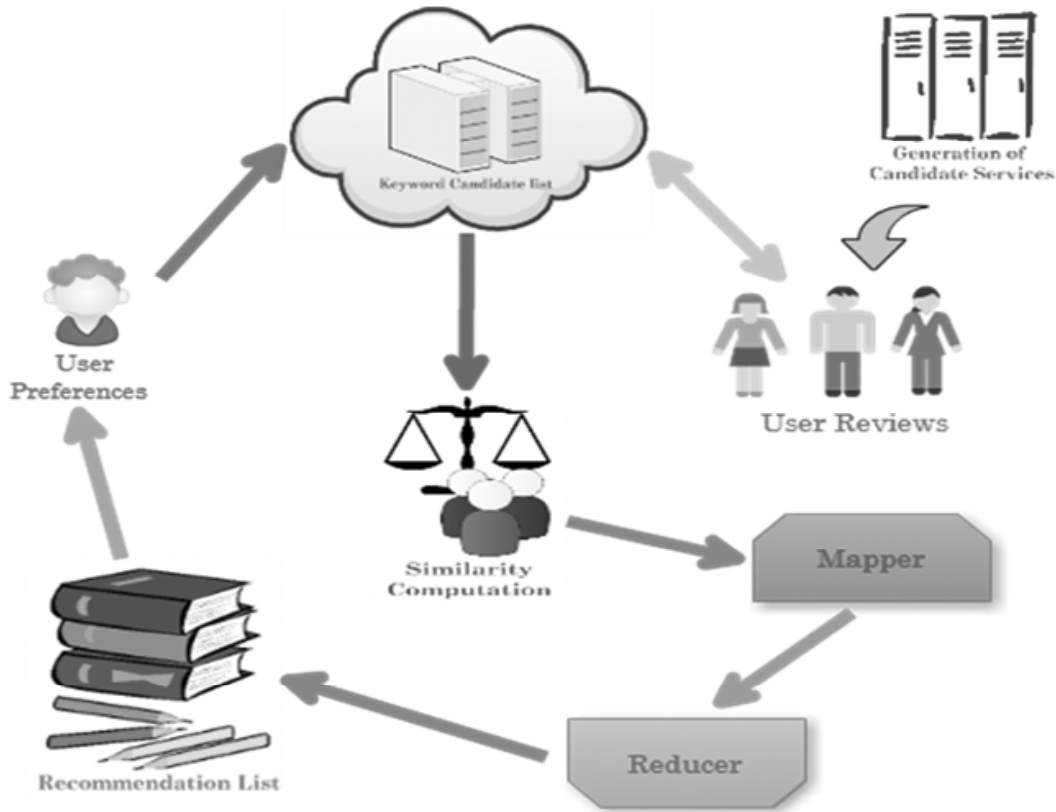 Keyword Candidate list
Generation of
Candidate Services
User
Preferences
User Reviews
Similarity
Computation
Mapper
Reducer
Recommendation List